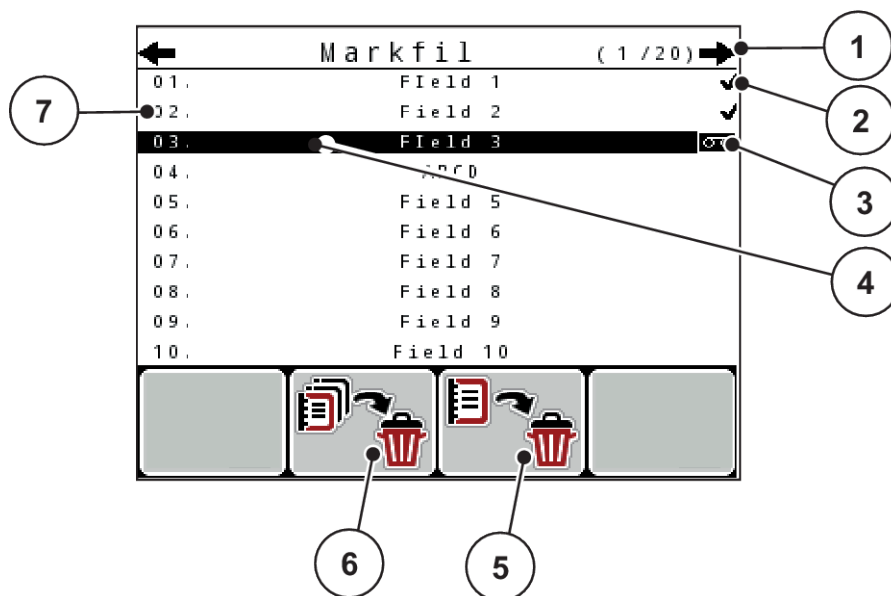 Markfil (1/20)
01. FIeld 1
02. Field 2
03. FIeld 3
04. ABCD
05. Field 5
06. Field 6
07. Field 7
08. Field 8
09. Field 9
10. Field 10
1
2
3
4
5
6
7